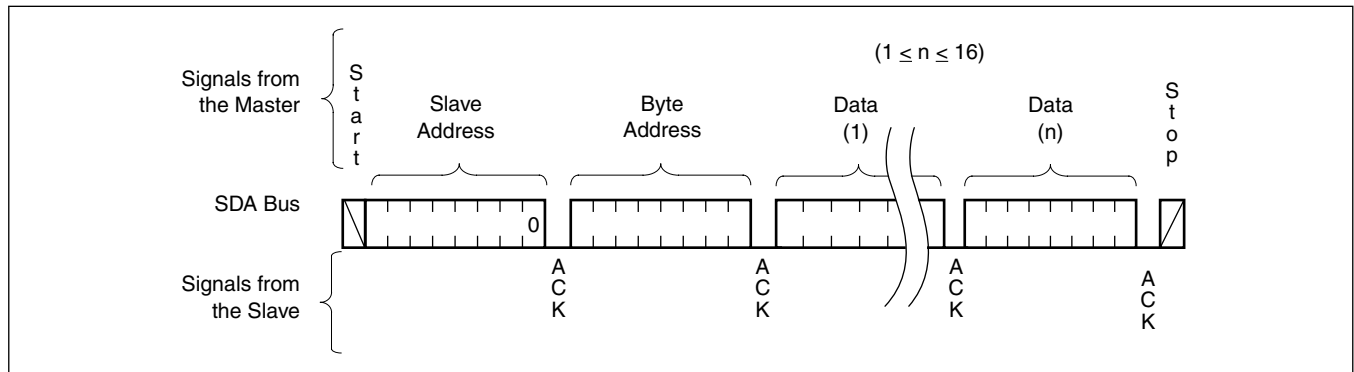 (1 ≤ n ≤ 16)
Signals from
the Master
Start
Slave
Address
Byte
Address
Data
(1)
Data
(n)
Stop
SDA Bus
0
Signals from
the Slave
ACK
ACK
ACK
ACK